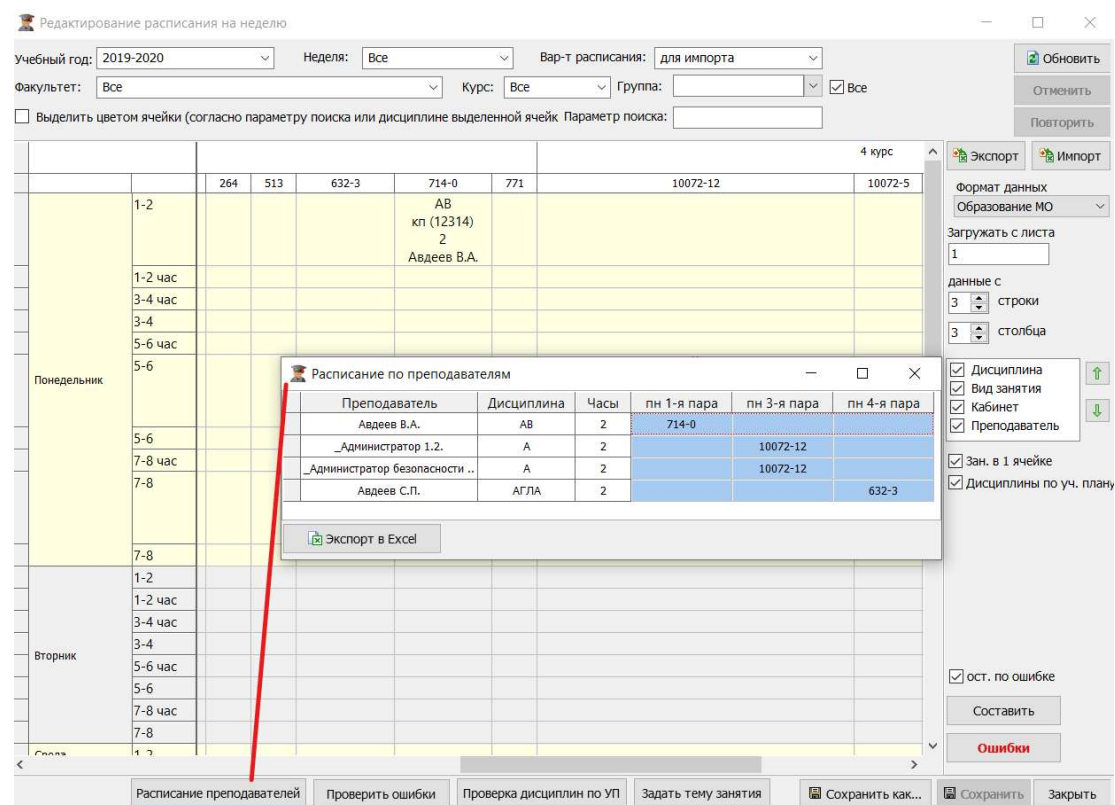 Редактирование расписания на неделю
Учебный год: 2019-2020 Неделя: Все Вар-т расписания: для импорта Обновить
Факультет: Все Курс: Все Группа: Все Отменить
Выделить цветом ячейки (согласно параметру поиска или дисциплине выделенной ячейк Параметр поиска: Повторить
4 курс Экспорт Импорт
264 513 632-3 714-0 771 10072-12 10072-5
Формат данных
Образование МО
Загружать с листа
1
данные с
3 строки
3 столбца
Дисциплина
Вид занятия
Кабинет
Преподаватель
Зан. в 1 ячейке
Дисциплины по уч. плану
ост. по ошибке
Составить
Ошибки
Понедельник
1-2
АВ
кп (12314)
2
Авдеев В.А.
1-2 час
3-4 час
3-4
5-6 час
5-6
5-6
7-8 час
7-8
7-8
Вторник
1-2
1-2 час
3-4 час
3-4
5-6 час
5-6
7-8 час
7-8
Среда 1-2
Расписание по преподавателям
Преподаватель Дисциплина Часы пн 1-я пара пн 3-я пара пн 4-я пара
Авдеев В.А. АВ 2 714-0
_Администратор 1.2. А 2 10072-12
_Администратор безопасности .. А 2 10072-12
Авдеев С.П. АГЛА 2 632-3
Экспорт в Excel
Расписание преподавателей Проверить ошибки Проверка дисциплин по УП Задать тему занятия Сохранить как... Сохранить Закрыть